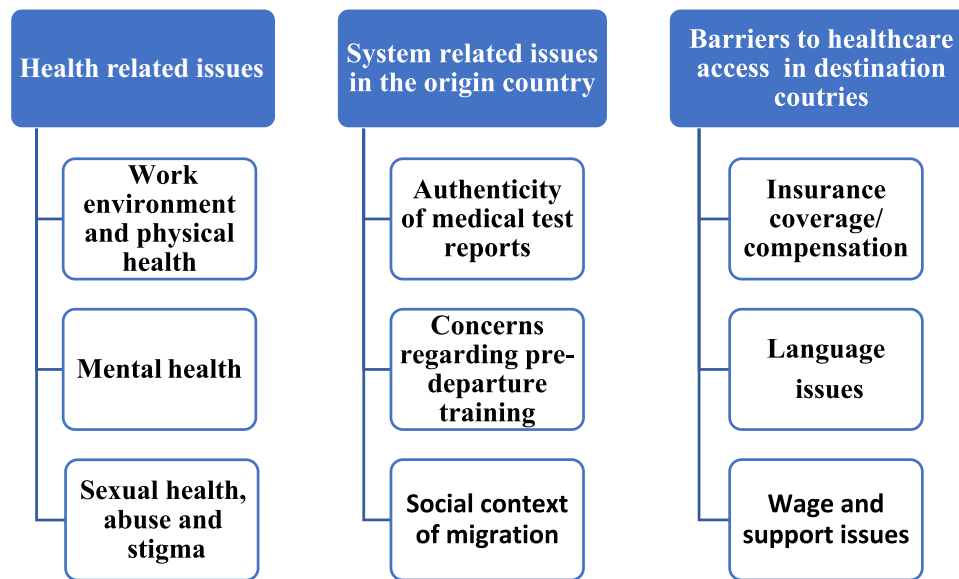 Health related issues
Work
environment
and physical
health
Mental health
Sexual health,
abuse and
stigma
System related issues
in the origin country
Authenticity
of medical test
reports
Concerns
regarding pre-
departure
training
Social context
of migration
Barriers to healthcare
access in destination
coutries
Insurance
coverage/
compensation
Language
issues
Wage and
support issues